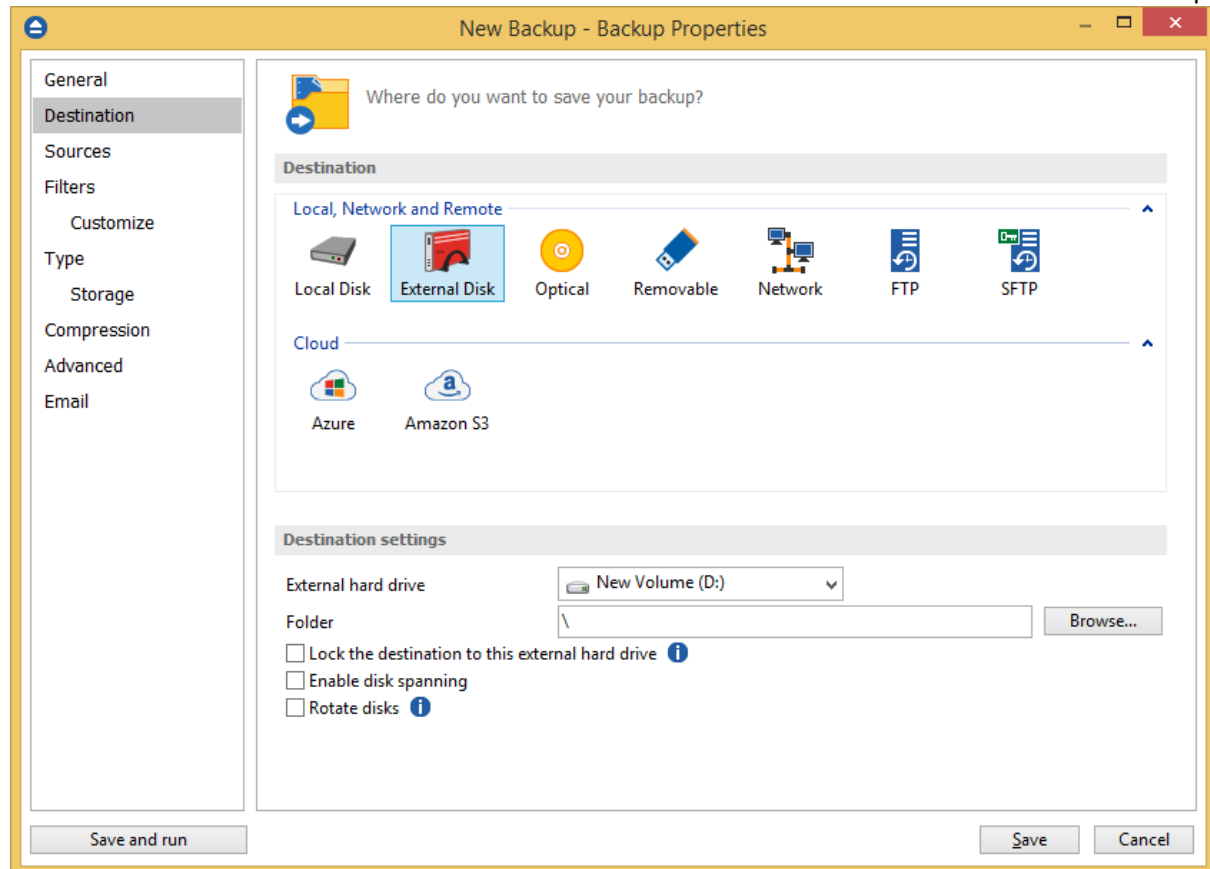 New Backup - Backup Properties
General
Destination
Sources
Filters
Customize
Type
Storage
Compression
Advanced
Email
Where do you want to save your backup?
Destination
Local, Network and Remote
Local Disk External Disk Optical Removable Network FTP SFTP
Cloud
Azure Amazon S3
Destination settings
External hard drive New Volume (D:)
Folder \ Browse...
Lock the destination to this external hard drive
Enable disk spanning
Rotate disks
Save and run Save Cancel